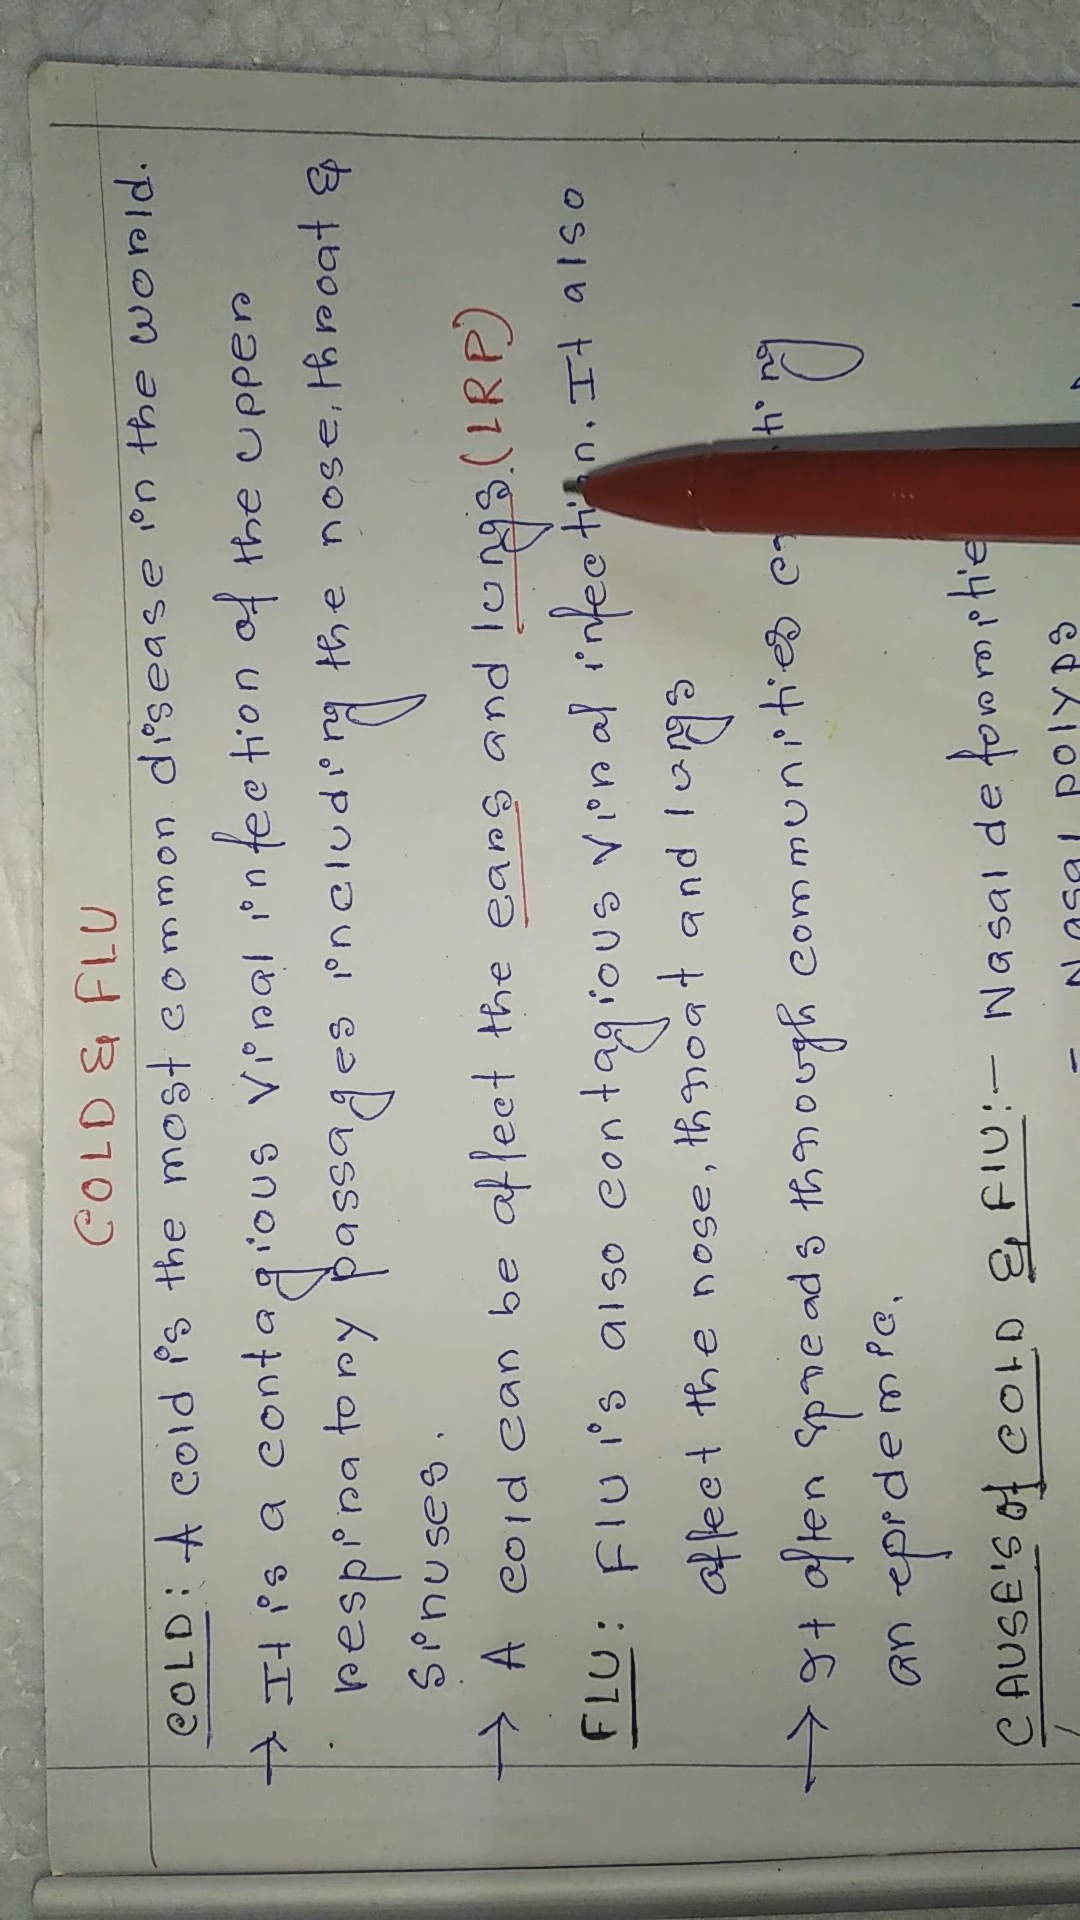 COLD & FLU
COLD: A cold is the most common disease in the world.
→ It is a contagious viral infection of the upper
respiratory passages including the nose, throat &
sinuses.
→ A cold can be affect the ears and lungs. (LRP)
FLU: Flu is also contagious viral infection. It also
affect the nose, throat and lungs
→ It often spreads through communities
an epidemic.
CAUSES of COLD & FLU:- Nasal deformitie
- Nasal polyps